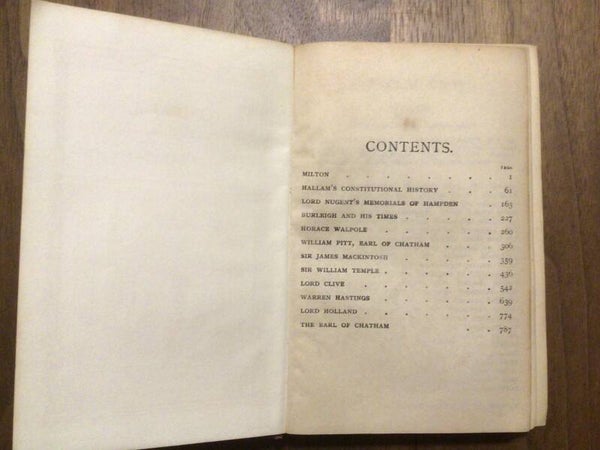 CONTENTS.
PAGE
MILTON . . . . . . . 1
HALLAM'S CONSTITUTIONAL HISTORY . . . 61
LORD NUGENT'S MEMORIALS OF HAMPDEN . . 163
BURLEIGH AND HIS TIMES . . . . 227
HORACE WALPOLE . . . . . 260
WILLIAM PITT, EARL OF CHATHAM . . . 306
SIR JAMES MACKINTOSH . . . . 359
SIR WILLIAM TEMPLE . . . . . 436
LORD CLIVE . . . . . . 542
WARREN HASTINGS . . . . . 639
LORD HOLLAND . . . . . . 774
THE EARL OF CHATHAM . . 787